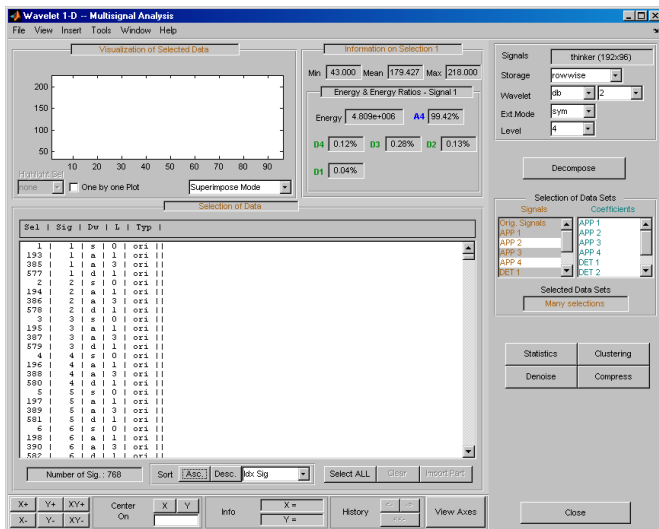 Wavelet 1-D -- Multisignal Analysis
File View Insert Tools Window Help
Visualization of Selected Data
200
150
100
50
10 20 30 40 50 60 70 80 90
Highlight Sel
none
One by one Plot
Superimpose Mode
Information on Selection 1
Min 43.000 Mean 179.427 Max 218.000
Energy & Energy Ratios - Signal 1
Energy 4.809e+006 A4 99.42%
D4 0.12% D3 0.28% D2 0.13%
D1 0.04%
Selection of Data
Sel | Sig | Dw | L | Typ |
1 | 1 | s | 0 | ori ||
193 | 1 | a | 1 | ori ||
385 | 1 | a | 3 | ori ||
577 | 1 | d | 1 | ori ||
2 | 2 | s | 0 | ori ||
194 | 2 | a | 1 | ori ||
386 | 2 | a | 3 | ori ||
578 | 2 | d | 1 | ori ||
3 | 3 | s | 0 | ori ||
195 | 3 | a | 1 | ori ||
387 | 3 | a | 3 | ori ||
579 | 3 | d | 1 | ori ||
4 | 4 | s | 0 | ori ||
196 | 4 | a | 1 | ori ||
388 | 4 | a | 3 | ori ||
580 | 4 | d | 1 | ori ||
5 | 5 | s | 0 | ori ||
197 | 5 | a | 1 | ori ||
389 | 5 | a | 3 | ori ||
581 | 5 | d | 1 | ori ||
6 | 6 | s | 0 | ori ||
198 | 6 | a | 1 | ori ||
390 | 6 | a | 3 | ori ||
582 | 6 | d | 1 | ori ||
Number of Sig. : 768
Sort Asc. Desc. Idx Sig
Select ALL Clear Import Part
Signals thinker (192x96)
Storage rowwise
Wavelet db 2
Ext.Mode sym
Level 4
Decompose
Selection of Data Sets
Signals Coefficients
Orig. Signals APP 1
APP 1 APP 2
APP 2 APP 3
APP 3 APP 4
APP 4 DET 1
DET 1 DET 2
Selected Data Sets
Many selections
Statistics Clustering
Denoise Compress
X+ Y+ XY+
X- Y- XY-
Center
On
X Y
Info
X =
Y =
History
<- ->
<<-
View Axes
Close